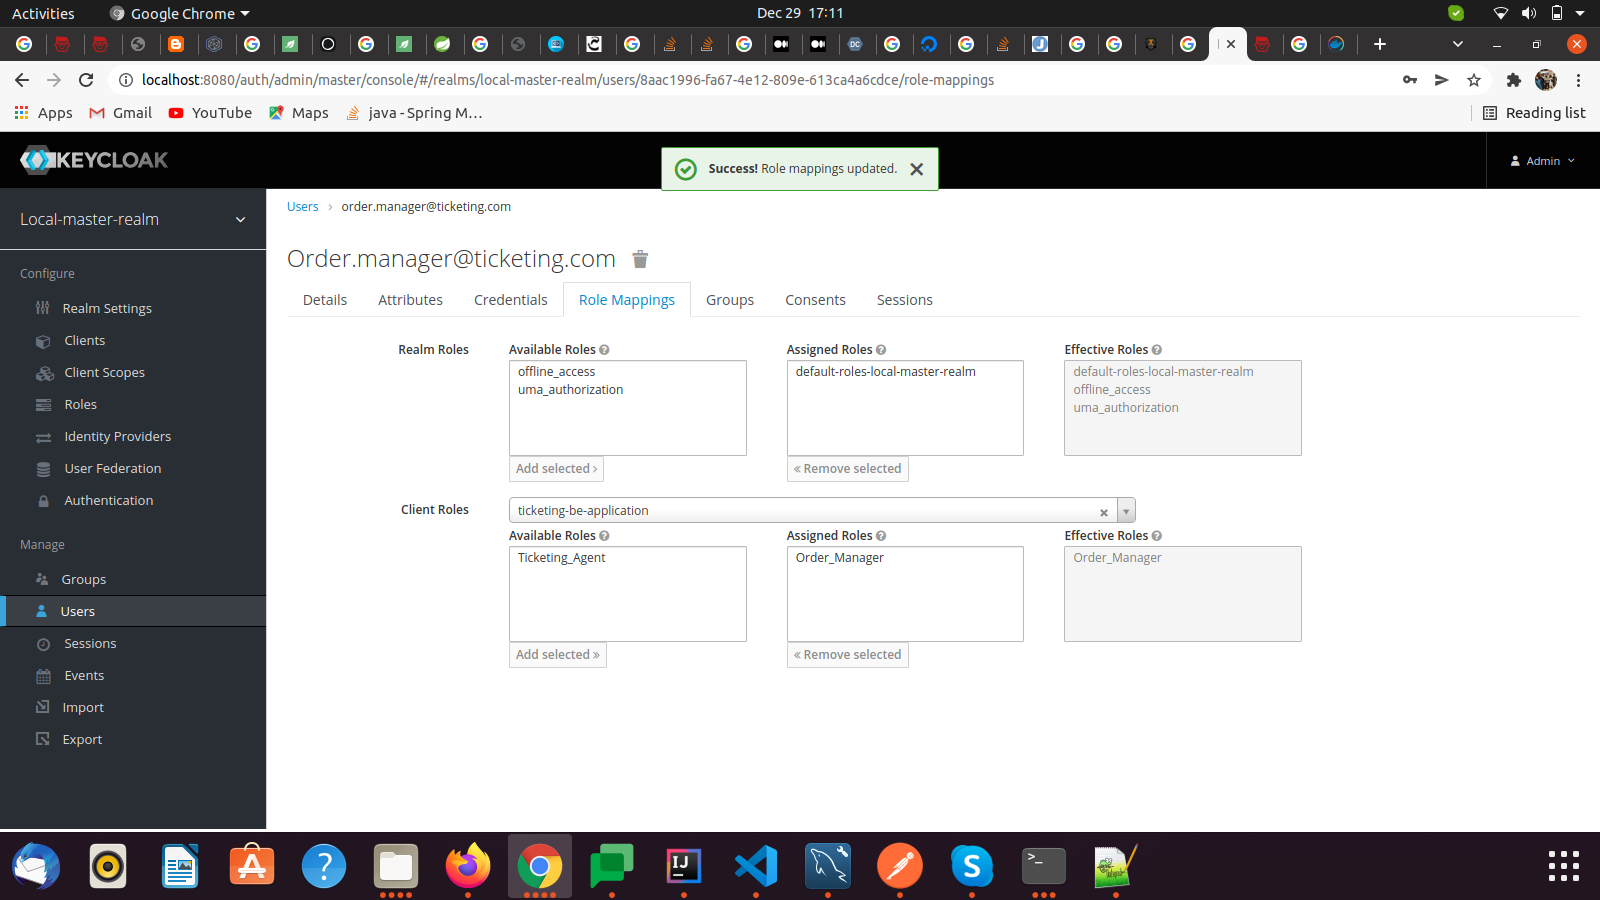 Activities
Google Chrome
Dec 29 17:11
localhost:8080/auth/admin/master/console/#/realms/local-master-realm/users/8aac1996-fa67-4e12-809e-613ca4a6cdce/role-mappings
Apps
Gmail
YouTube
Maps
java - Spring M...
Reading list
KEYCLOAK
Success! Role mappings updated.
Admin
Local-master-realm
Users
order.manager@ticketing.com
Order.manager@ticketing.com
Configure
Realm Settings
Clients
Client Scopes
Roles
Identity Providers
User Federation
Authentication
Manage
Groups
Users
Sessions
Events
Import
Export
Details
Attributes
Credentials
Role Mappings
Groups
Consents
Sessions
Realm Roles
Available Roles
offline_access
uma_authorization
Add selected >
Assigned Roles
default-roles-local-master-realm
« Remove selected
Effective Roles
default-roles-local-master-realm
offline_access
uma_authorization
Client Roles
ticketing-be-application
Available Roles
Ticketing_Agent
Add selected »
Assigned Roles
Order_Manager
« Remove selected
Effective Roles
Order_Manager